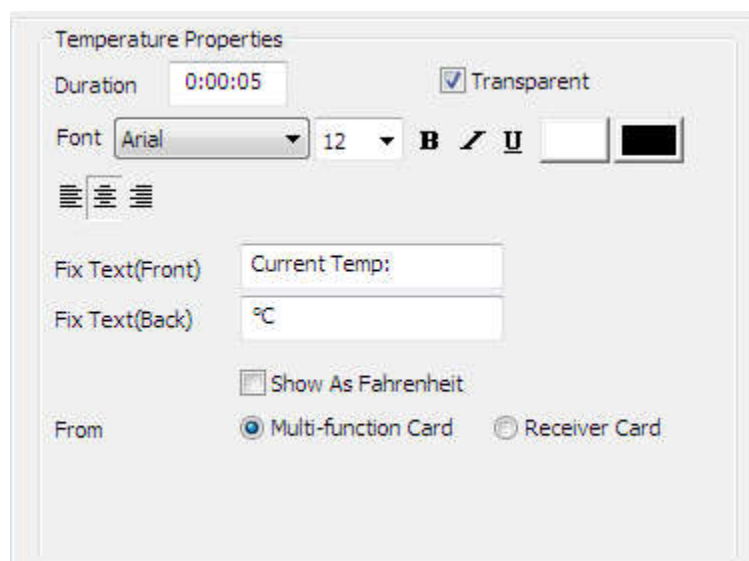 Temperature Properties
Duration 0:00:05 Transparent
Font Arial 12 B I U
Fix Text(Front) Current Temp:
Fix Text(Back) ℃
Show As Fahrenheit
From Multi-function Card Receiver Card